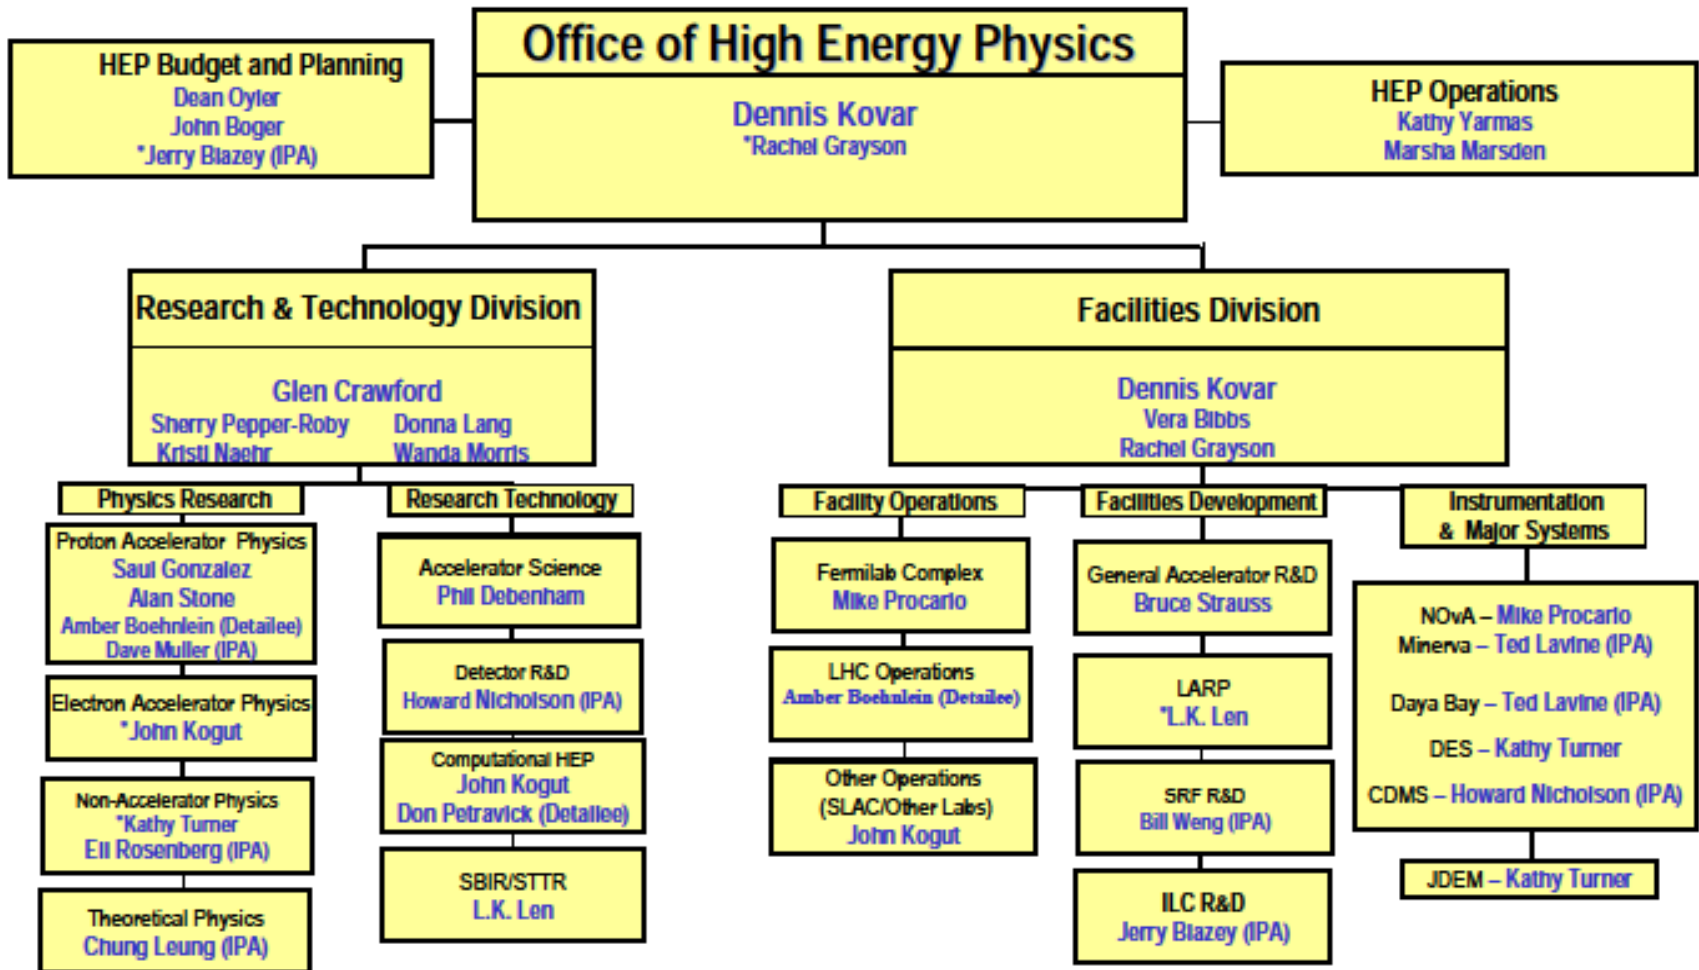 Office of High Energy Physics
Dennis Kovar
*Rachel Grayson
HEP Budget and Planning
Dean Oyler
John Boger
*Jerry Blazey (IPA)
HEP Operations
Kathy Yarmas
Marsha Marsden
Research & Technology Division
Glen Crawford
Sherry Pepper-Roby Donna Lang
Kristi Naehr Wanda Morris
Physics Research
Proton Accelerator Physics
Saul Gonzalez
Alan Stone
Amber Boehnlein (Detailee)
Dave Muller (IPA)
Electron Accelerator Physics
*John Kogut
Non-Accelerator Physics
*Kathy Turner
Eli Rosenberg (IPA)
Theoretical Physics
Chung Leung (IPA)
Research Technology
Accelerator Science
Phil Debenham
Detector R&D
Howard Nicholson (IPA)
Computational HEP
John Kogut
Don Petravick (Detailee)
SBIR/STTR
L.K. Len
Facilities Division
Dennis Kovar
Vera Bibbs
Rachel Grayson
Facility Operations
Fermilab Complex
Mike Procario
LHC Operations
Amber Boehnlein (Detailee)
Other Operations
(SLAC/Other Labs)
John Kogut
Facilities Development
General Accelerator R&D
Bruce Strauss
LARP
*L.K. Len
SRF R&D
Bill Weng (IPA)
ILC R&D
Jerry Blazey (IPA)
Instrumentation
& Major Systems
NOvA – Mike Procario
Minerva – Ted Lavine (IPA)
Daya Bay – Ted Lavine (IPA)
DES – Kathy Turner
CDMS – Howard Nicholson (IPA)
JDEM – Kathy Turner